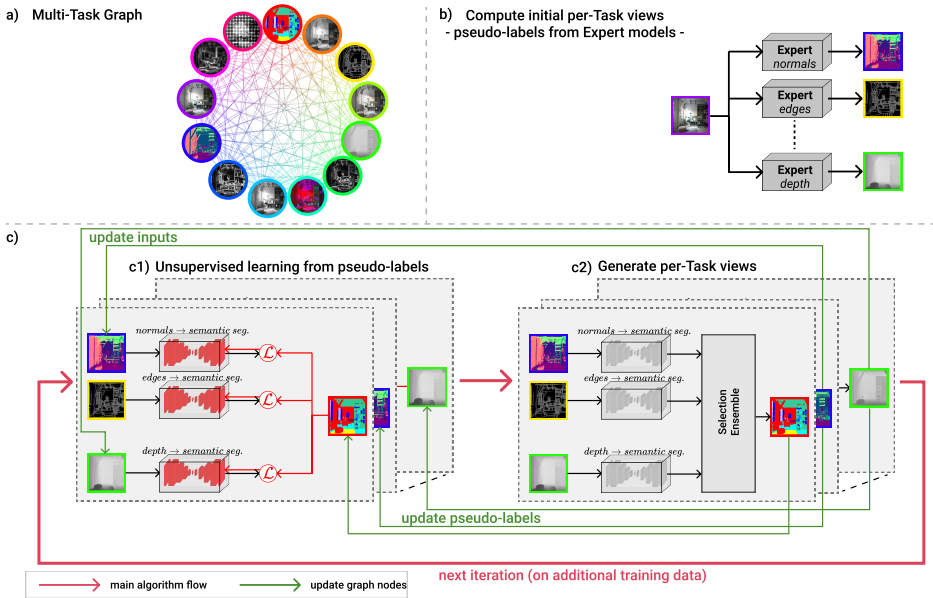 a) Multi-Task Graph
b) Compute initial per-Task views
- pseudo-labels from Expert models -
Expert
normals
Expert
edges
Expert
depth
c)
update inputs
c1) Unsupervised learning from pseudo-labels
normals → semantic seg.
ℒ
edges → semantic seg.
ℒ
depth → semantic seg.
ℒ
c2) Generate per-Task views
normals → semantic seg.
edges → semantic seg.
depth → semantic seg.
Selection
Ensemble
update pseudo-labels
next iteration (on additional training data)
main algorithm flow
update graph nodes